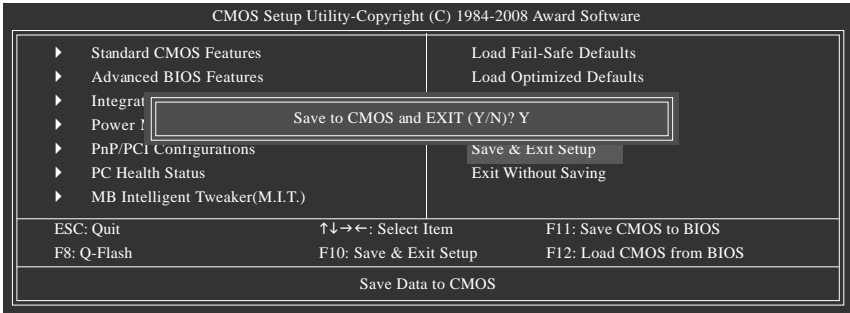 CMOS Setup Utility-Copyright (C) 1984-2008 Award Software
Standard CMOS Features
Advanced BIOS Features
PnP/PCI Configurations
PC Health Status
MB Intelligent Tweaker(M.I.T.)
Load Fail-Safe Defaults
Load Optimized Defaults
Save & Exit Setup
Exit Without Saving
Save to CMOS and EXIT (Y/N)? Y
ESC: Quit ↑↓→←: Select Item F11: Save CMOS to BIOS
F8: Q-Flash F10: Save & Exit Setup F12: Load CMOS from BIOS
Save Data to CMOS